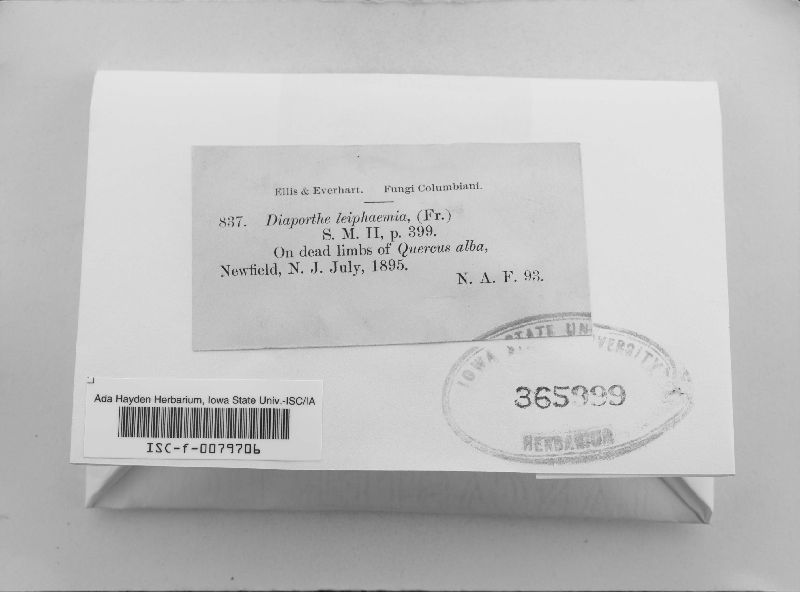 Ellis & Everhart. Fungi Columbiani.
837. Diaporthe leiphaemia, (Fr.)
S. M. II, p. 399.
On dead limbs of Quercus alba,
Newfield, N. J. July, 1895.
N. A. F. 93.
IOWA STATE UNIVERSITY
365999
HERBARIUM
Ada Hayden Herbarium, Iowa State Univ.-ISC/IA
ISC-f-0079706